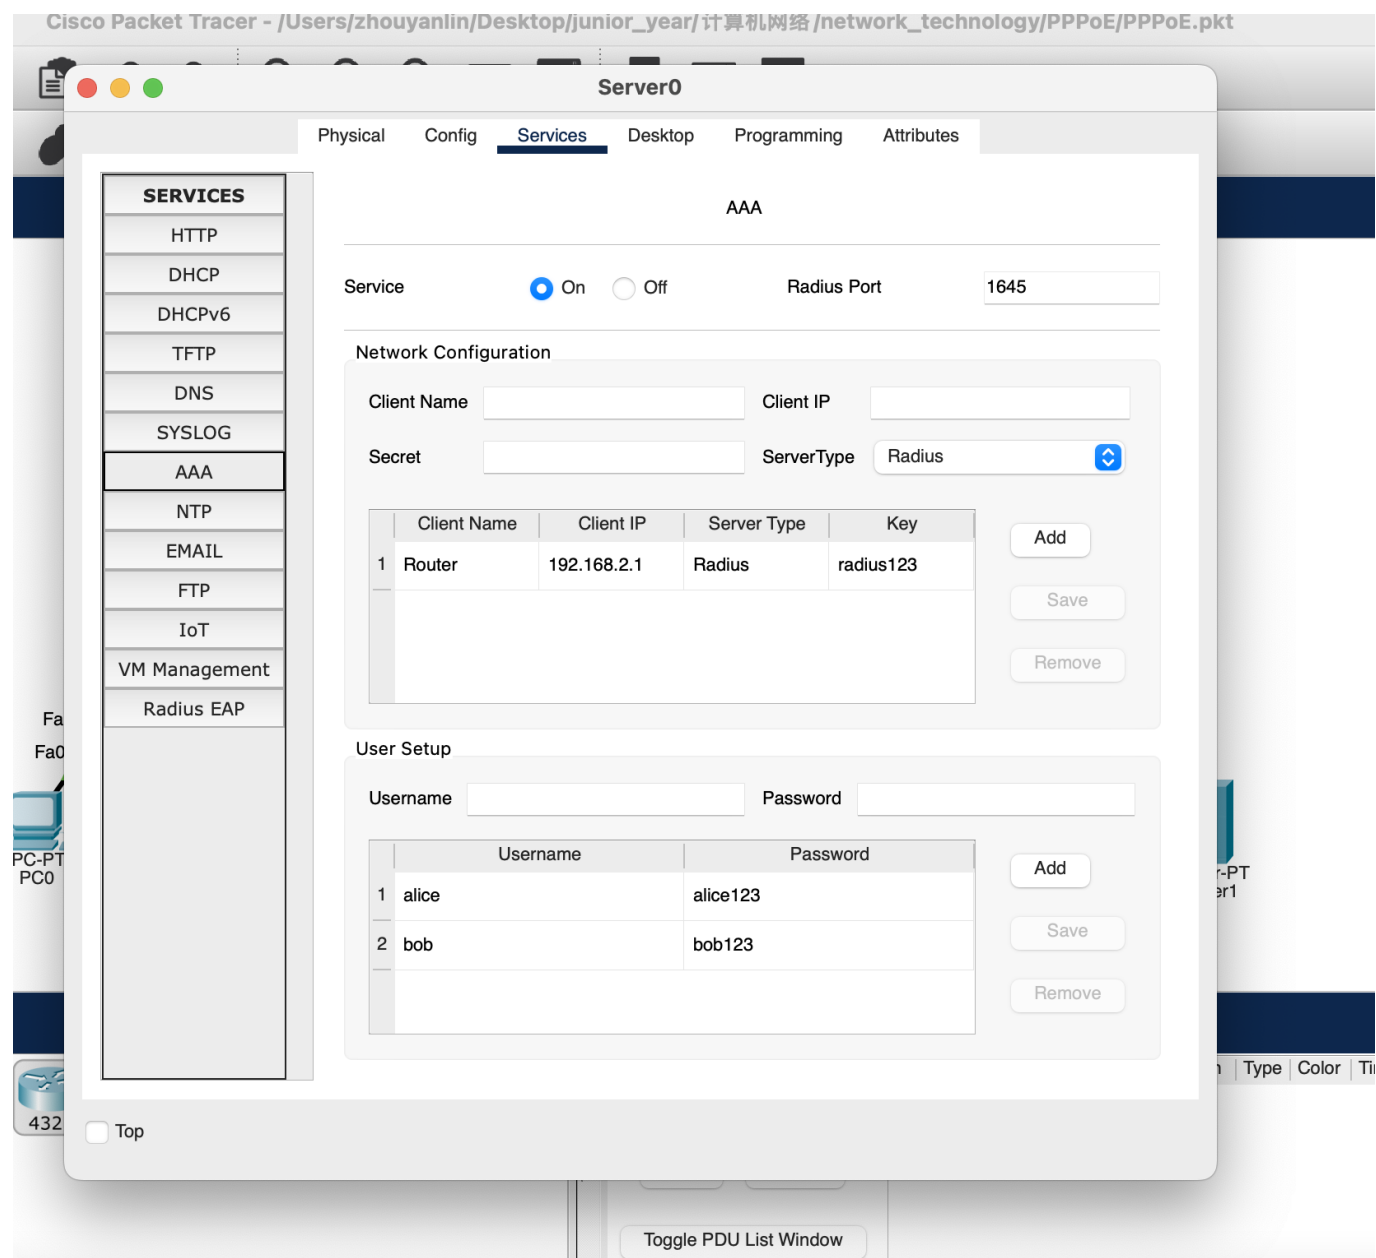 Cisco Packet Tracer - /Users/zhouyanlin/Desktop/junior_year/计算机网络/network_technology/PPPoE/PPPoE.pkt
Server0
Physical Config Services Desktop Programming Attributes
SERVICES
HTTP
DHCP
DHCPv6
TFTP
DNS
SYSLOG
AAA
NTP
EMAIL
FTP
IoT
VM Management
Radius EAP
AAA
Service On Off Radius Port 1645
Network Configuration
Client Name Client IP
Secret ServerType Radius
Client Name Client IP Server Type Key
1 Router 192.168.2.1 Radius radius123
Add
Save
Remove
User Setup
Username Password
Username Password
1 alice alice123
2 bob bob123
Add
Save
Remove
Top
Fa
Fa0
PC-PT
PC0
r-PT
er1
432
Type Color Ti
Toggle PDU List Window